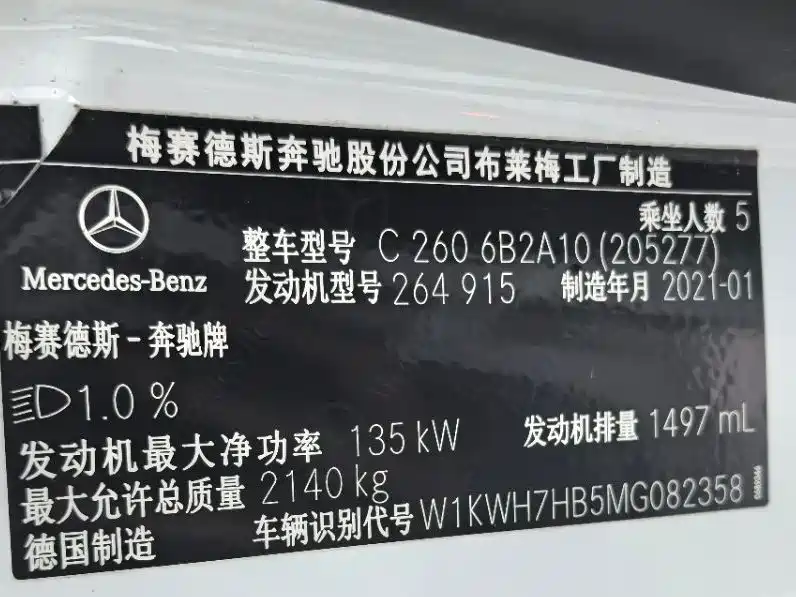 梅赛德斯奔驰股份公司布莱梅工厂制造
乘坐人数 5
整车型号 C 260 6B2A10 (205277)
Mercedes-Benz
发动机型号 264 915 制造年月 2021-01
梅赛德斯 - 奔驰牌
1.0 %
发动机最大净功率 135 kW 发动机排量 1497 mL
最大允许总质量 2140 kg
德国制造 车辆识别代号 W1KWH7HB5MG082358